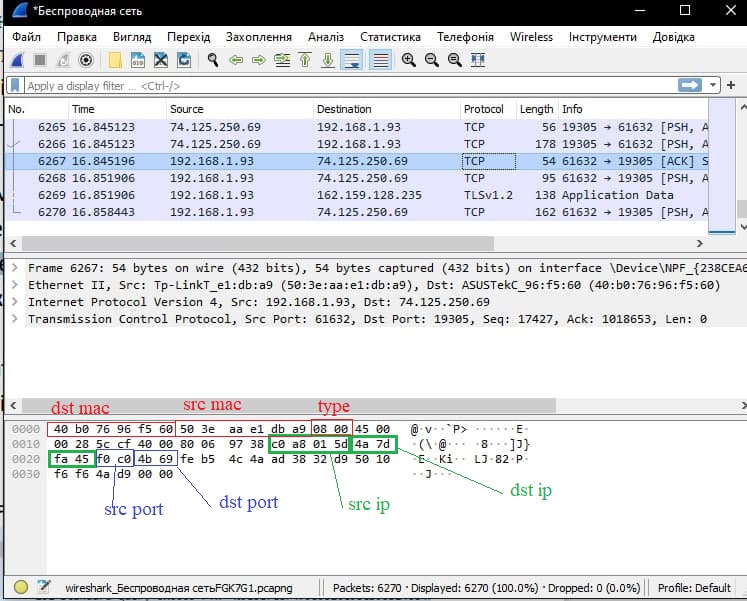 *Беспроводная сеть
Файл Правка Вигляд Перехід Захоплення Аналіз Статистика Телефонія Wireless Інструменти Довідка
Apply a display filter … <Ctrl-/>
No. Time Source Destination Protocol Length Info
6265 16.845123 74.125.250.69 192.168.1.93 TCP 56 19305 → 61632 [PSH, A
6266 16.845123 74.125.250.69 192.168.1.93 TCP 178 19305 → 61632 [PSH, A
6267 16.845196 192.168.1.93 74.125.250.69 TCP 54 61632 → 19305 [ACK] S
6268 16.851906 192.168.1.93 74.125.250.69 TCP 95 61632 → 19305 [PSH, A
6269 16.851906 192.168.1.93 162.159.128.235 TLSv1.2 138 Application Data
6270 16.858443 192.168.1.93 74.125.250.69 TCP 162 61632 → 19305 [PSH, A
Frame 6267: 54 bytes on wire (432 bits), 54 bytes captured (432 bits) on interface \Device\NPF_{238CEA6
Ethernet II, Src: Tp-LinkT_e1:db:a9 (50:3e:aa:e1:db:a9), Dst: ASUSTekC_96:f5:60 (40:b0:76:96:f5:60)
Internet Protocol Version 4, Src: 192.168.1.93, Dst: 74.125.250.69
Transmission Control Protocol, Src Port: 61632, Dst Port: 19305, Seq: 17427, Ack: 1018653, Len: 0
dst mac src mac type
0000 40 b0 76 96 f5 60 50 3e aa e1 db a9 08 00 45 00 @·v··`P> ······E·
0010 00 28 5c cf 40 00 80 06 97 38 c0 a8 01 5d 4a 7d ·(\·@··· ·8···]J}
0020 fa 45 f0 c0 4b 69 fe b5 4c 4a ad 38 32 d9 50 10 ·E··Ki·· LJ·82·P·
0030 f6 f6 4a d9 00 00 ··J···
src port dst port src ip dst ip
wireshark_Беспроводная сетьFGK7G1.pcapng Packets: 6270 · Displayed: 6270 (100.0%) · Dropped: 0 (0.0%) Profile: Default